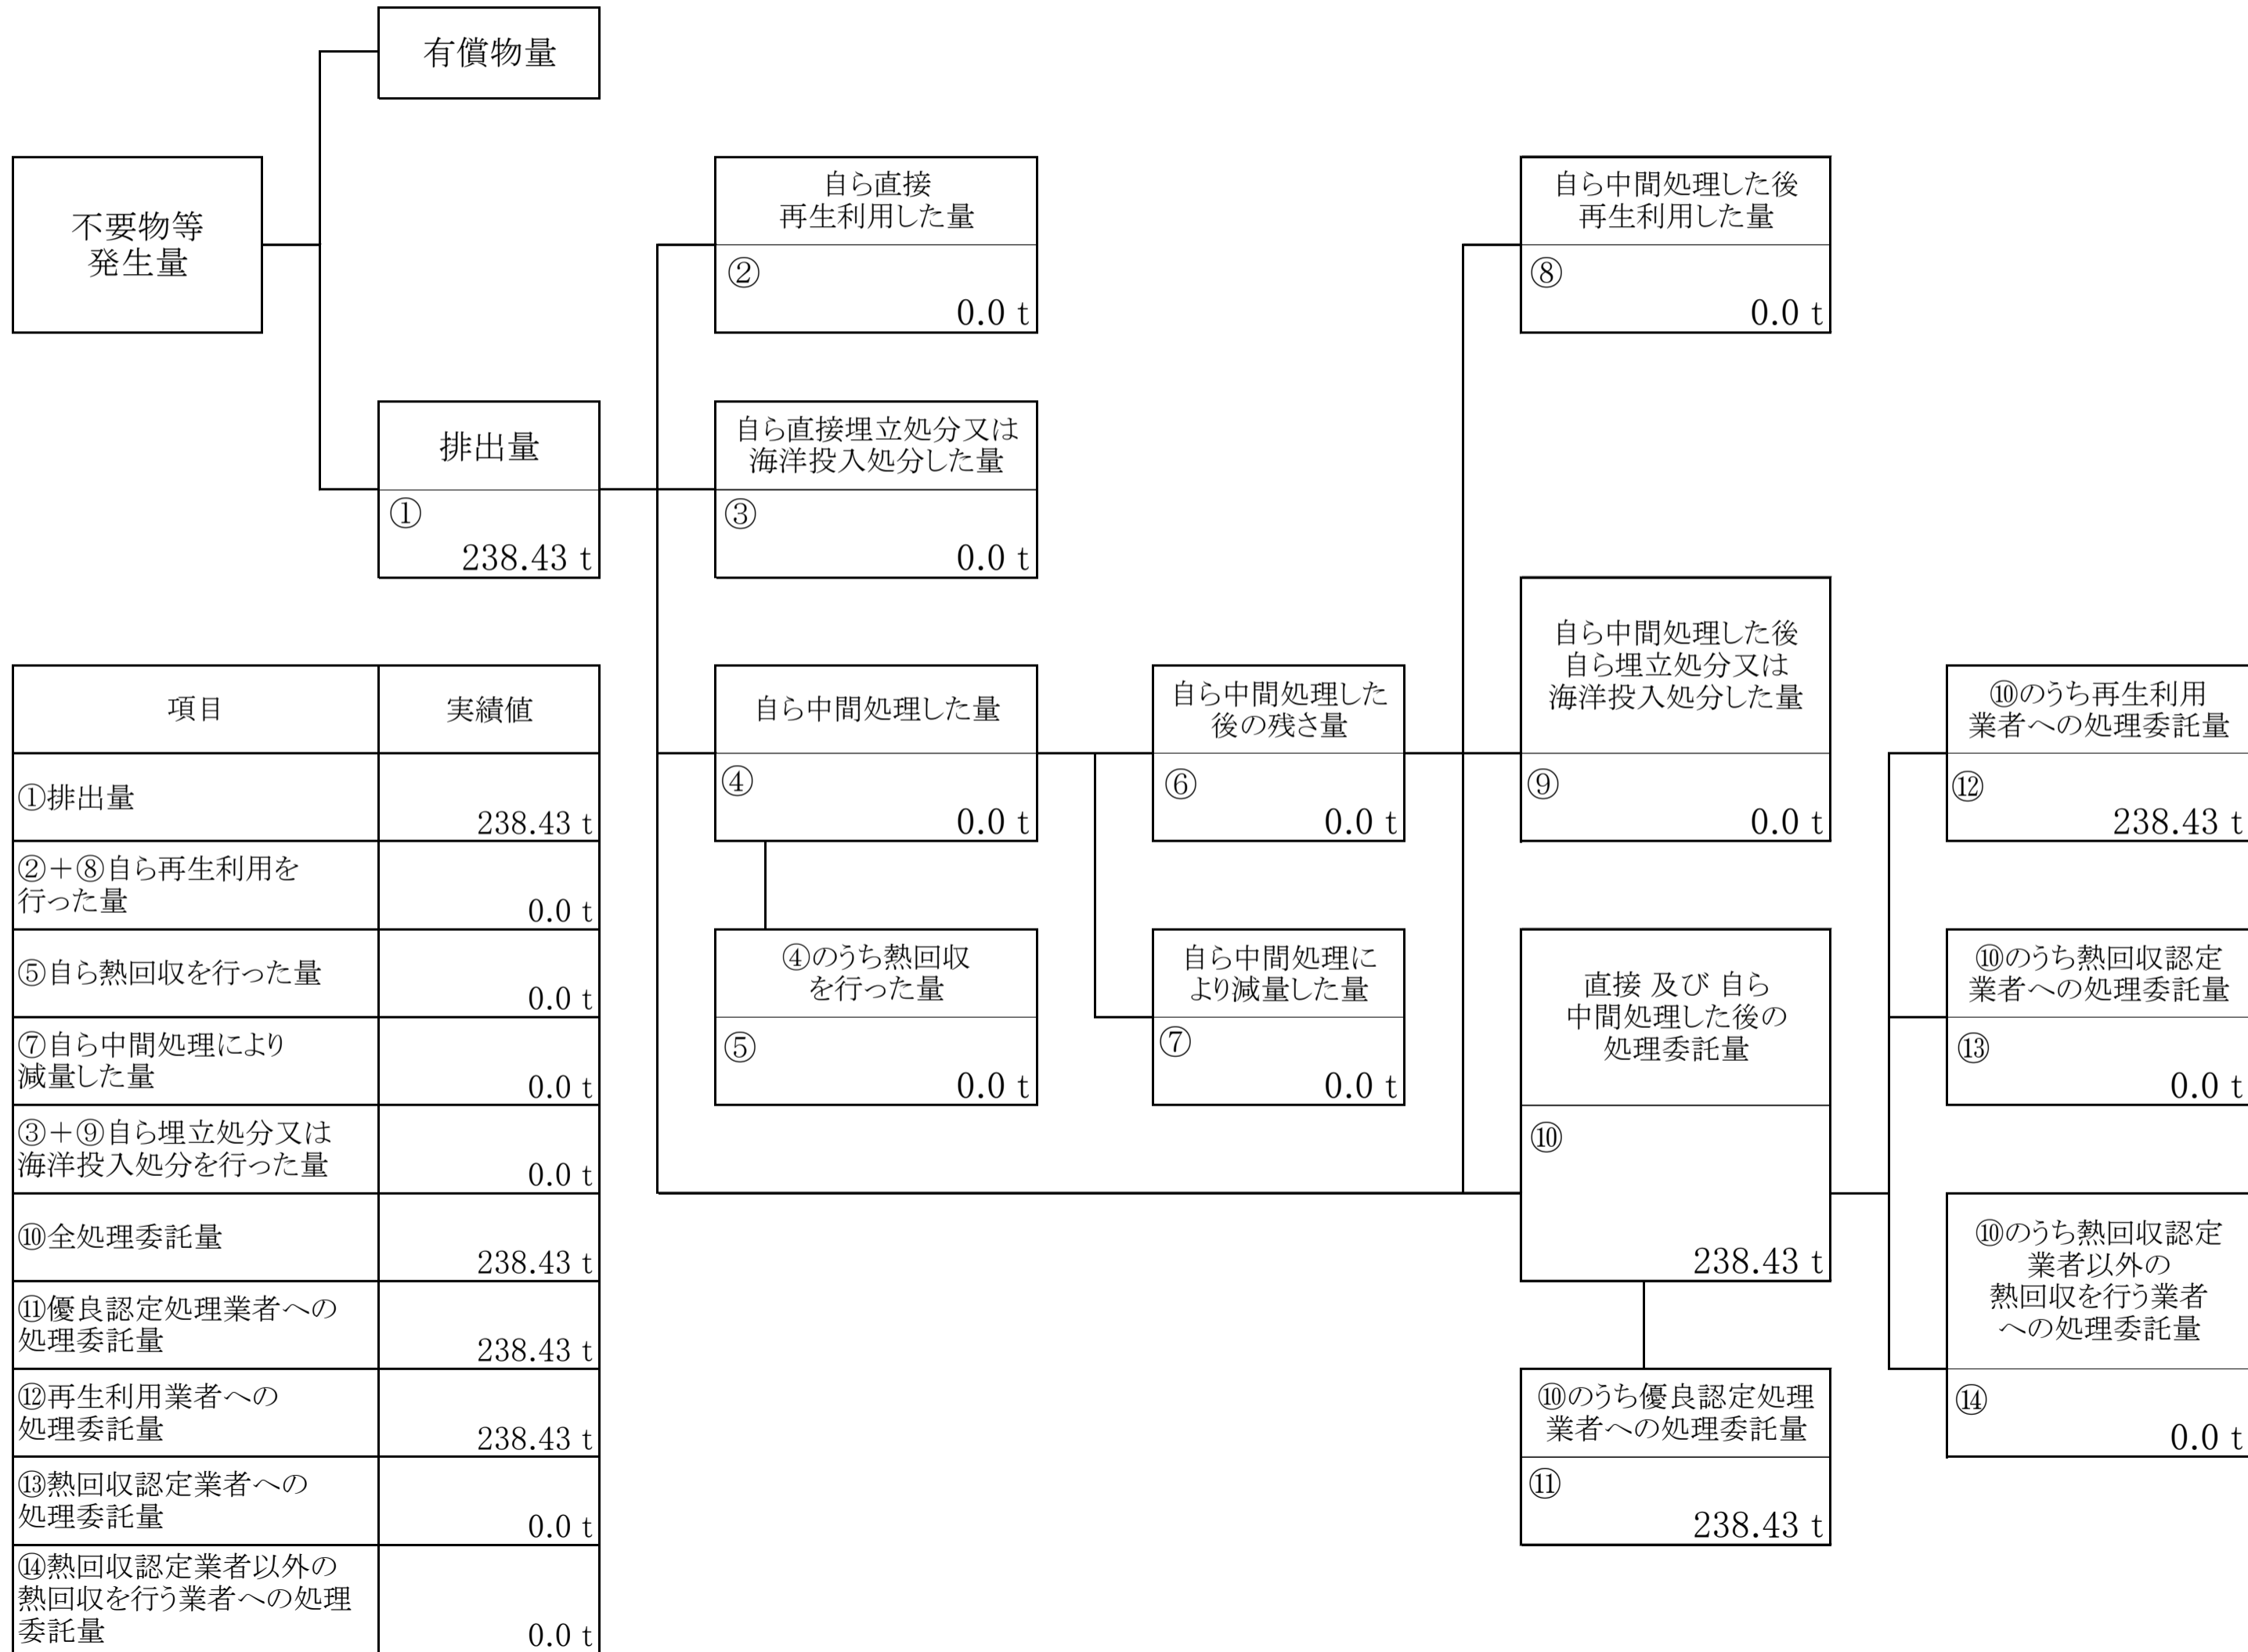 有償物量
不要物等
発生量
自ら直接
再生利用した量
②
0.0 t
自ら中間処理した後
再生利用した量
⑧
0.0 t
排出量
①
238.43 t
自ら直接埋立処分又は
海洋投入処分した量
③
0.0 t
自ら中間処理した量
④
0.0 t
自ら中間処理した
後の残さ量
⑥
0.0 t
自ら中間処理した後
自ら埋立処分又は
海洋投入処分した量
⑨
0.0 t
⑩のうち再生利用
業者への処理委託量
⑫
238.43 t
④のうち熱回収
を行った量
⑤
0.0 t
自ら中間処理に
より減量した量
⑦
0.0 t
直接 及び 自ら
中間処理した後の
処理委託量
⑩
238.43 t
⑩のうち熱回収認定
業者への処理委託量
⑬
0.0 t
⑩のうち熱回収認定
業者以外の
熱回収を行う業者
への処理委託量
⑭
0.0 t
⑩のうち優良認定処理
業者への処理委託量
⑪
238.43 t
項目 実績値
①排出量
238.43 t
②＋⑧自ら再生利用を
行った量
0.0 t
⑤自ら熱回収を行った量
0.0 t
⑦自ら中間処理により
減量した量
0.0 t
③＋⑨自ら埋立処分又は
海洋投入処分を行った量
0.0 t
⑩全処理委託量
238.43 t
⑪優良認定処理業者への
処理委託量
238.43 t
⑫再生利用業者への
処理委託量
238.43 t
⑬熱回収認定業者への
処理委託量
0.0 t
⑭熱回収認定業者以外の
熱回収を行う業者への処理
委託量
0.0 t